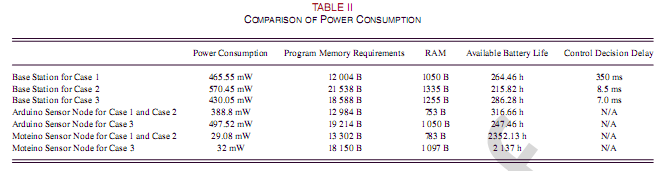 TABLE II
COMPARISON OF POWER CONSUMPTION
Power Consumption Program Memory Requirements RAM Available Battery Life Control Decision Delay
Base Station for Case 1 465.55 mW 12 004 B 1050 B 264.46 h 350 ms
Base Station for Case 2 570.45 mW 21 538 B 1335 B 215.82 h 8.5 ms
Base Station for Case 3 430.05 mW 18 588 B 1255 B 286.28 h 7.0 ms
Arduino Sensor Node for Case 1 and Case 2 388.8 mW 12 984 B 753 B 316.66 h N/A
Arduino Sensor Node for Case 3 497.52 mW 19 214 B 1050 B 247.46 h N/A
Moteino Sensor Node for Case 1 and Case 2 29.08 mW 13 302 B 783 B 2352.13 h N/A
Moteino Sensor Node for Case 3 32 mW 18 150 B 1097 B 2 137 h N/A